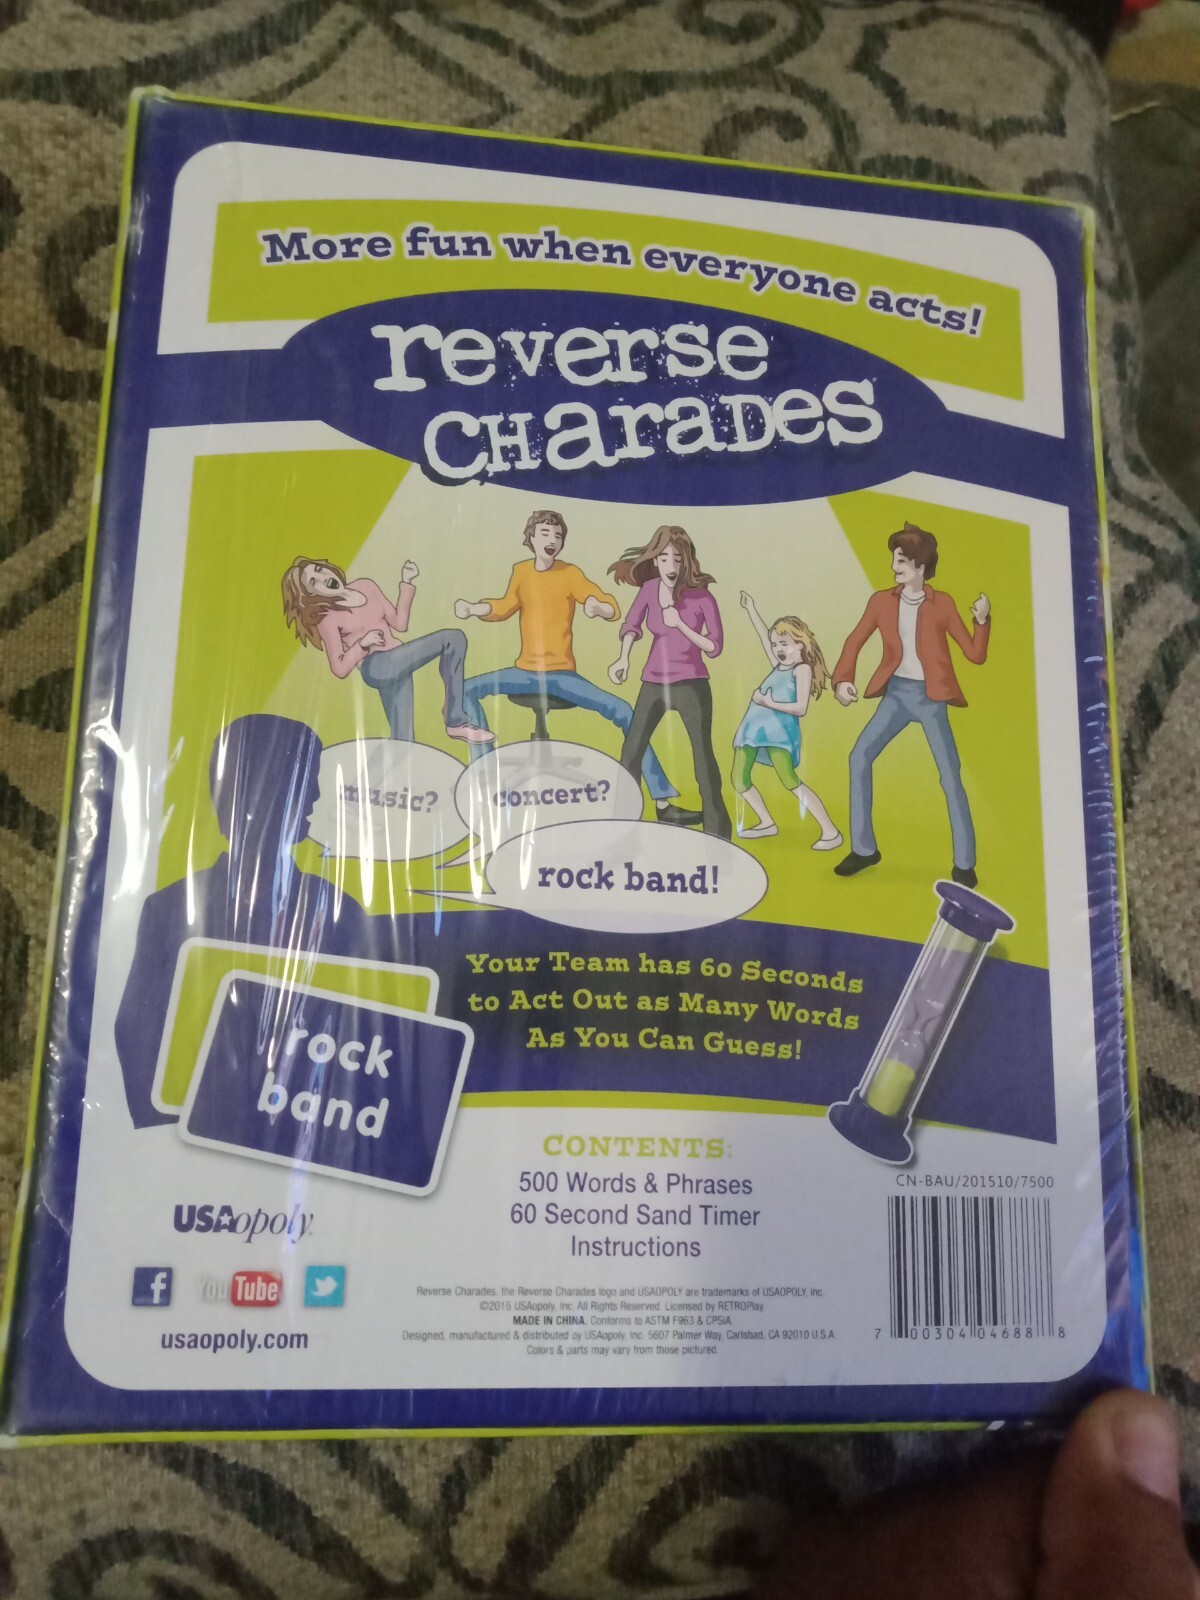 More fun when everyone acts!
reverse
CHaraDES
music?
concert?
rock band!
Your Team has 60 Seconds
to Act Out as Many Words
As You Can Guess!
rock
band
CONTENTS:
500 Words & Phrases
60 Second Sand Timer
Instructions
CN-BAU/201510/7500
USAopoly
f
You Tube
usaopoly.com
Reverse Charades, the Reverse Charades logo and USAOPOLY are trademarks of USAOPOLY, Inc.
©2015 USAopoly, Inc. All Rights Reserved. Licensed by RETROPlay.
MADE IN CHINA. Conforms to ASTM F963 & CPSIA.
Designed, manufactured & distributed by USAopoly, Inc. 5607 Palmer Way, Carlsbad, CA 92010 U.S.A.
Colors & parts may vary from those pictured.
7 00304 04688 8